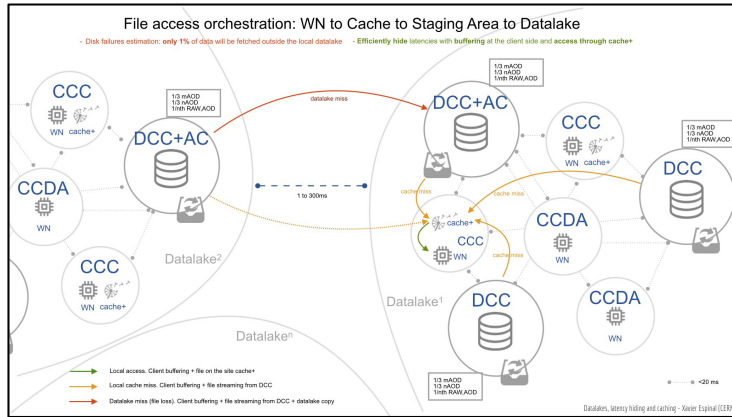 File access orchestration: WN to Cache to Staging Area to Datalake
- Disk failures estimation: only 1% of data will be fetched outside the local datalake
- Efficiently hide latencies with buffering at the client side and access through cache+
CCC
WN cache+
1/3 mAOD
1/3 nAOD
1/nth RAW,AOD
DCC+AC
CCDA
WN
CCC
WN cache+
Datalake²
datalake miss
1 to 300ms
1/3 mAOD
1/3 nAOD
1/nth RAW,AOD
DCC+AC
CCC
WN cache+
1/3 mAOD
1/3 nAOD
1/nth RAW,AOD
DCC
cache miss
cache miss
cache+
CCC
WN
cache miss
CCDA
WN
Datalake¹
DCC
CCDA
WN
1/3 mAOD
1/3 nAOD
1/nth RAW,AOD
Datalakeⁿ
Local access. Client buffering + file on the site cache+
Local cache miss. Client buffering + file streaming from DCC
Datalake miss (file loss). Client buffering + file streaming from DCC + datalake copy
<20 ms
Datalakes, latency hiding and caching - Xavier Espinal (CERN